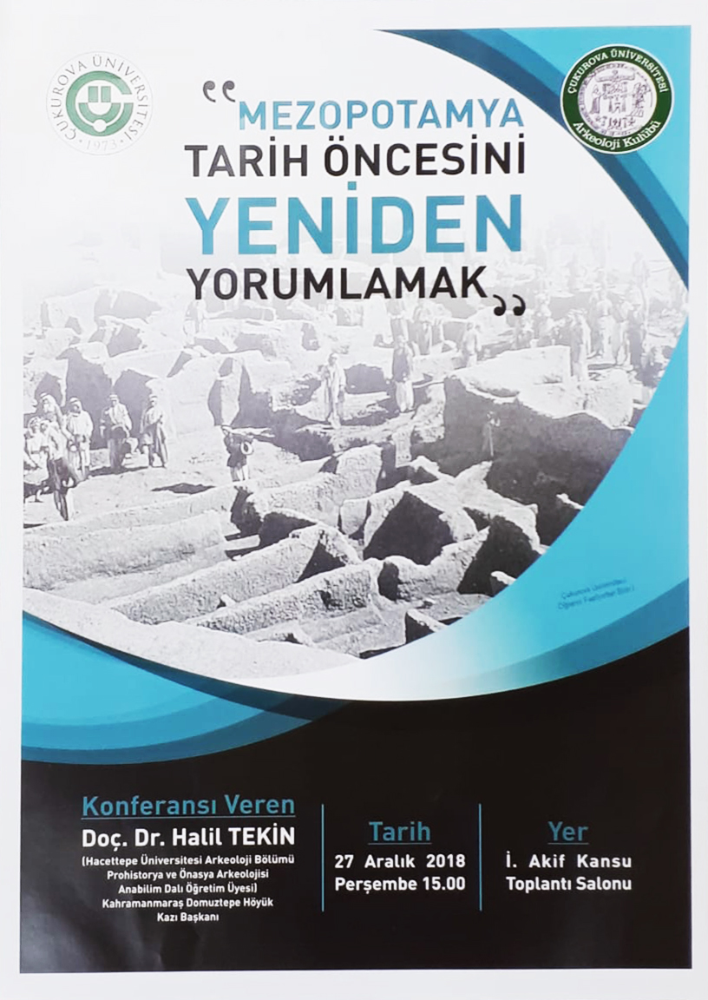 ÇUKUROVA ÜNİVERSİTESİ
• 1973 •
ÇUKUROVA ÜNİVERSİTESİ
Arkeoloji Kulübü
“MEZOPOTAMYA
TARİH ÖNCESİNİ
YENİDEN
YORUMLAMAK„
Çukurova Üniversitesi
Konferansı Veren
Doç. Dr. Halil TEKİN
(Hacettepe Üniversitesi Arkeoloji Bölümü
Prohistorya ve Önasya Arkeolojisi
Anabilim Dalı Öğretim Üyesi)
Kahramanmaraş Domuztepe Höyük
Kazı Başkanı
Tarih
27 Aralık 2018
Perşembe 15.00
Yer
İ. Akif Kansu
Toplantı Salonu